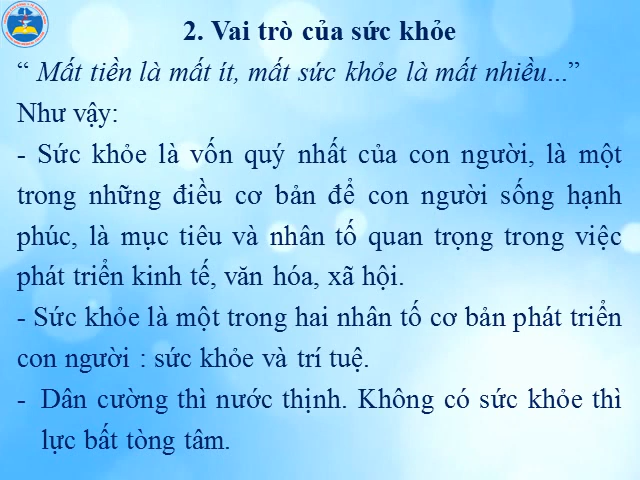 2. Vai trò của sức khỏe
“ Mất tiền là mất ít, mất sức khỏe là mất nhiều...”
Như vậy:
- Sức khỏe là vốn quý nhất của con người, là một
trong những điều cơ bản để con người sống hạnh
phúc, là mục tiêu và nhân tố quan trọng trong việc
phát triển kinh tế, văn hóa, xã hội.
- Sức khỏe là một trong hai nhân tố cơ bản phát triển
con người : sức khỏe và trí tuệ.
- Dân cường thì nước thịnh. Không có sức khỏe thì
lực bất tòng tâm.